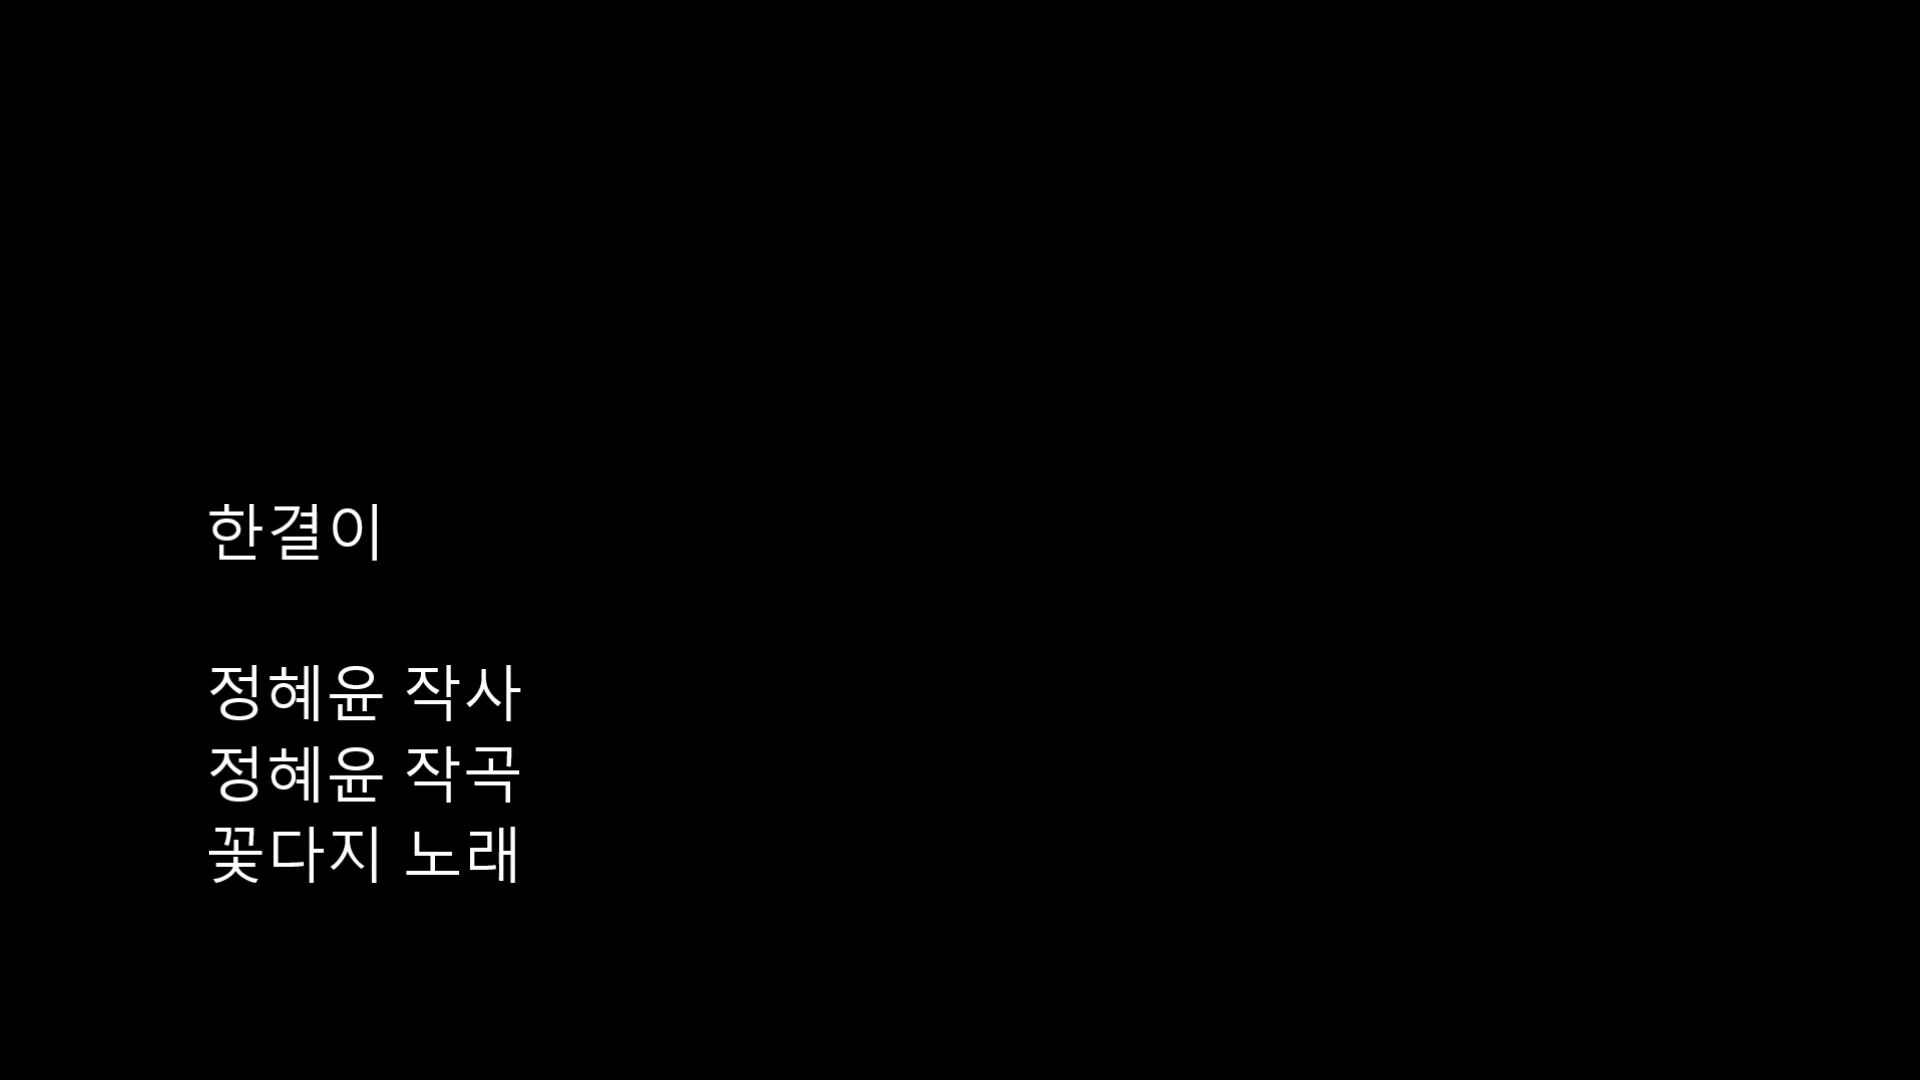 한결이
정혜윤 작사
정혜윤 작곡
꽃다지 노래